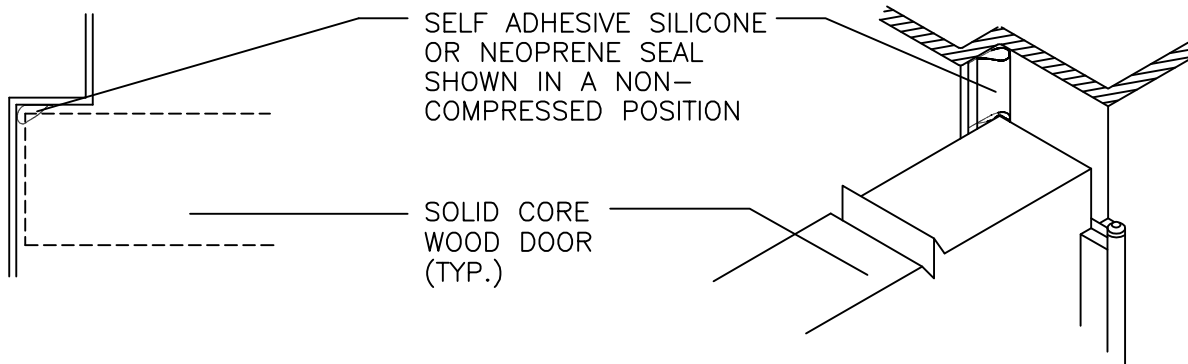 SELF ADHESIVE SILICONE
OR NEOPRENE SEAL
SHOWN IN A NON-
COMPRESSED POSITION
SOLID CORE
WOOD DOOR
(TYP.)